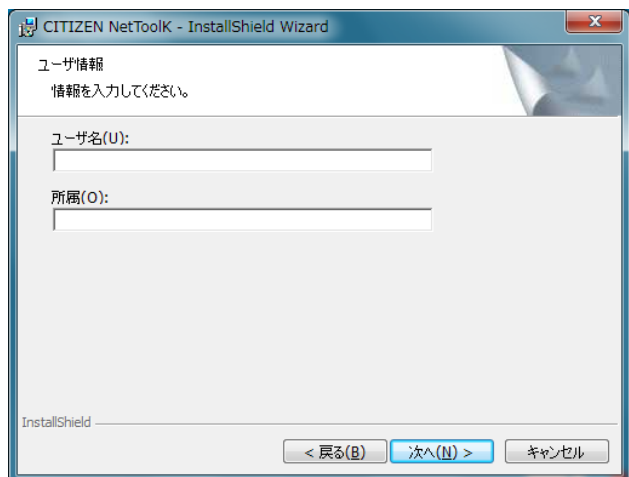 CITIZEN NetToolK - InstallShield Wizard
ユーザ情報
情報を入力してください。
ユーザ名(U):
所属(O):
InstallShield
< 戻る(B)
次へ(N) >
キャンセル